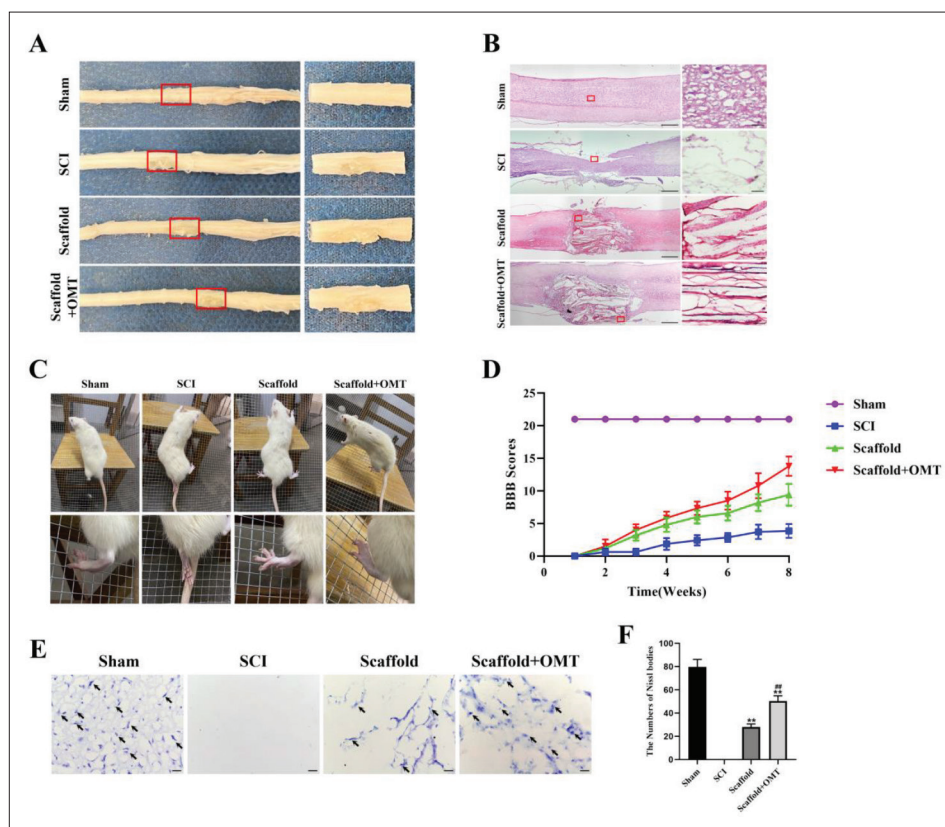 A
Sham
SCI
Scaffold
Scaffold
+OMT
B
Sham
SCI
Scaffold
Scaffold+OMT
C
Sham
SCI
Scaffold
Scaffold+OMT
D
BBB Scores
25
20
15
10
5
0
0
2
4
6
8
Time(Weeks)
Sham
SCI
Scaffold
Scaffold+OMT
E
Sham
SCI
Scaffold
Scaffold+OMT
F
The Numbers of Nissl bodies
100
80
60
40
20
0
**
##
**
Sham
SCI
Scaffold
Scaffold+OMT